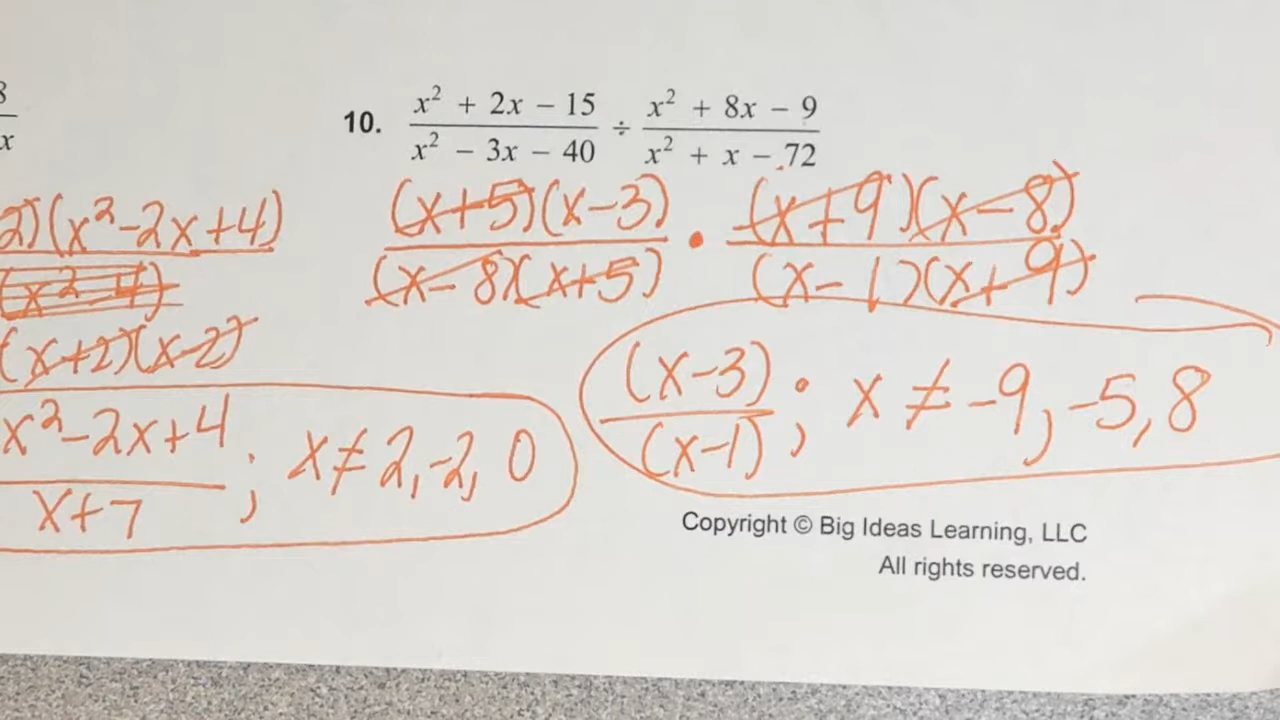 8
x
10. x² + 2x − 15 ÷ x² + 8x − 9
x² − 3x − 40 x² + x − 72
2)(x²-2x+4)
(x²-4)
(x+2)(x-2)
x²-2x+4 ; x≠2,-2, 0
x+7
(x+5)(x-3) • (x+9)(x-8)
(x-8)(x+5) (x-1)(x+9)
(x-3) ; x ≠ -9, -5, 8
(x-1)
Copyright © Big Ideas Learning, LLC
All rights reserved.